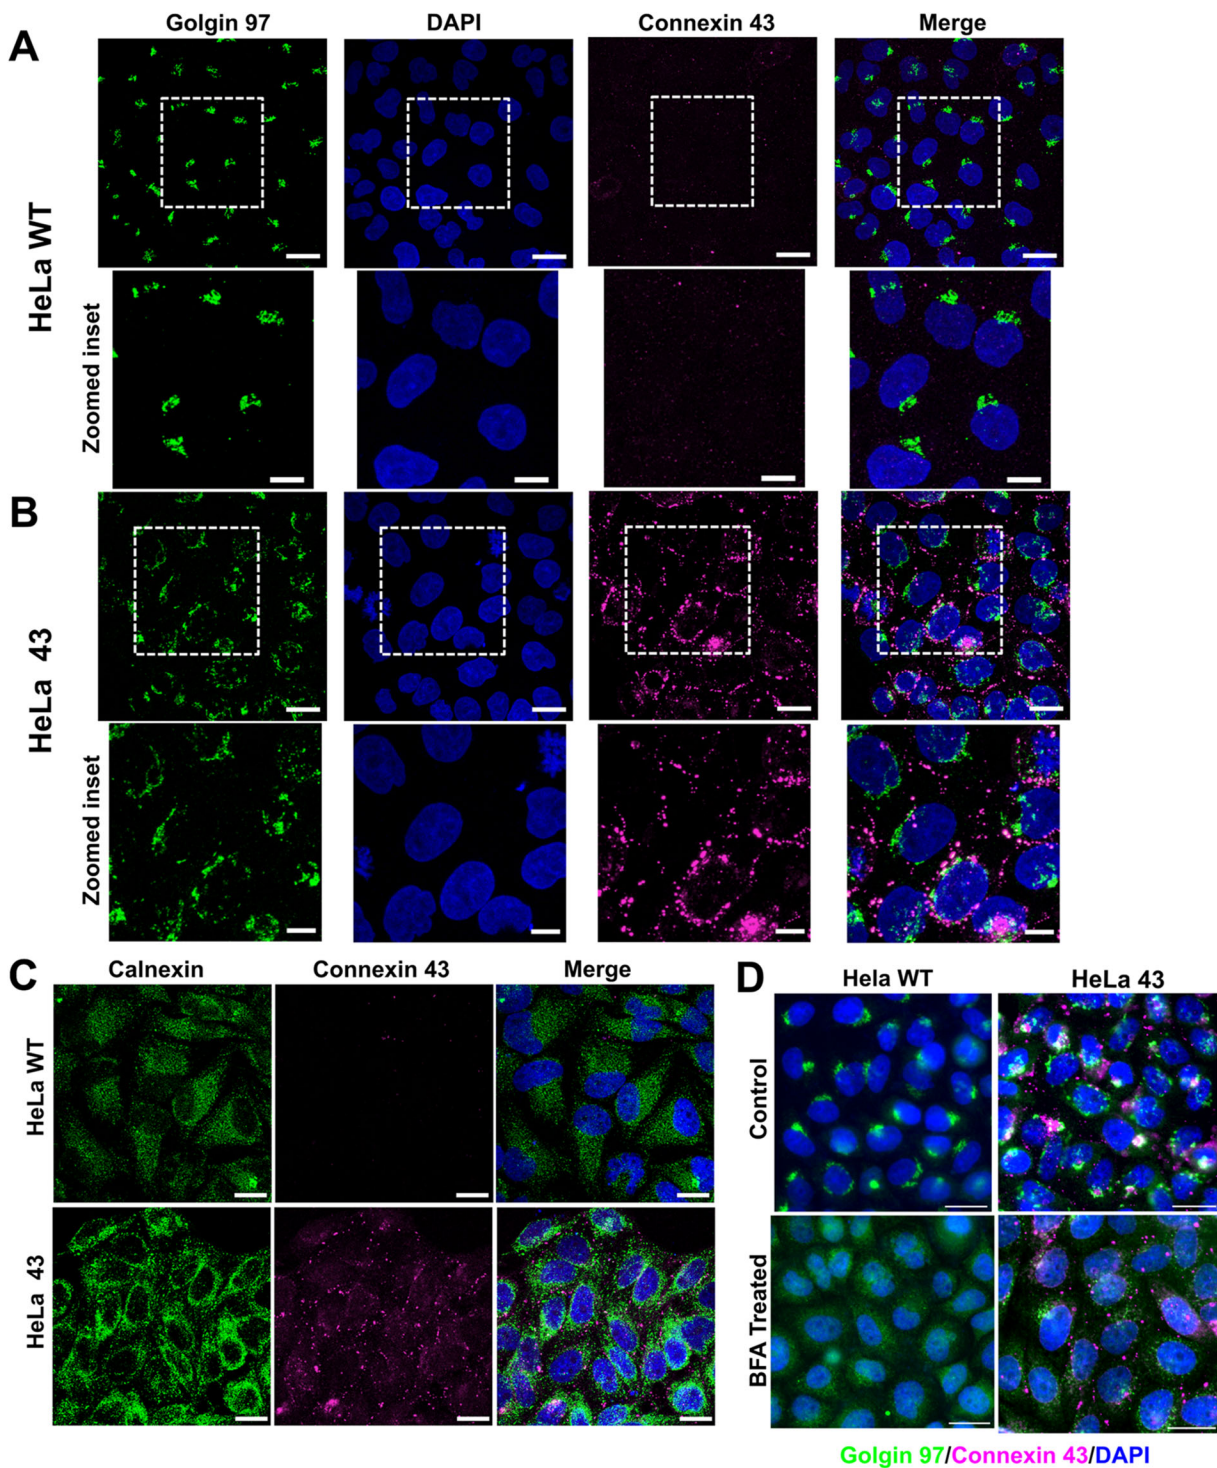 A
Golgin 97
DAPI
Connexin 43
Merge
HeLa WT
Zoomed inset
B
HeLa 43
Zoomed inset
C
Calnexin
Connexin 43
Merge
HeLa WT
HeLa 43
D
Hela WT
HeLa 43
Control
BFA Treated
Golgin 97/Connexin 43/DAPI